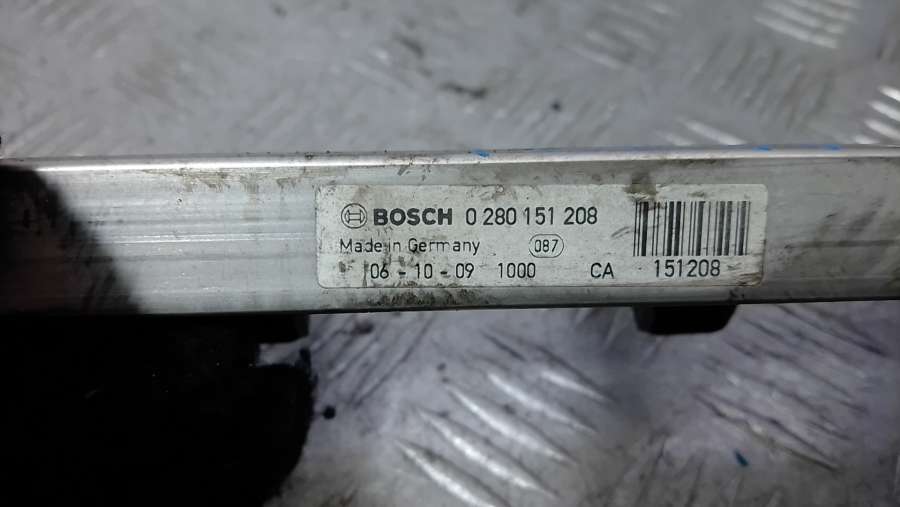 BOSCH 0 280 151 208
Made in Germany 087
06 - 10 - 09 1000 CA 151208